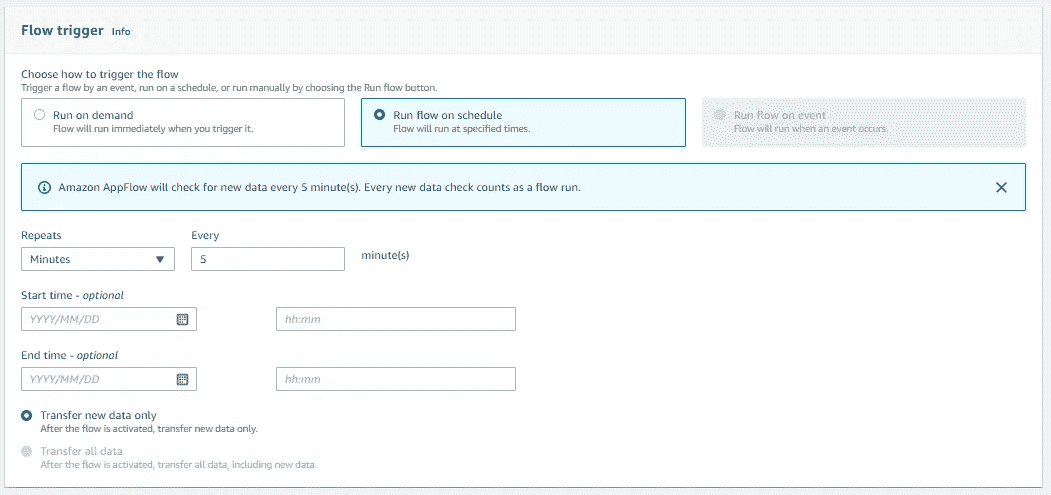 Flow trigger Info
Choose how to trigger the flow
Trigger a flow by an event, run on a schedule, or run manually by choosing the Run flow button.
Run on demand
Flow will run immediately when you trigger it.
Run flow on schedule
Flow will run at specified times.
Run flow on event
Flow will run when an event occurs.
Amazon AppFlow will check for new data every 5 minute(s). Every new data check counts as a flow run.
Repeats
Minutes
Every
5
minute(s)
Start time - optional
YYYY/MM/DD
hh:mm
End time - optional
YYYY/MM/DD
hh:mm
Transfer new data only
After the flow is activated, transfer new data only.
Transfer all data
After the flow is activated, transfer all data, including new data.